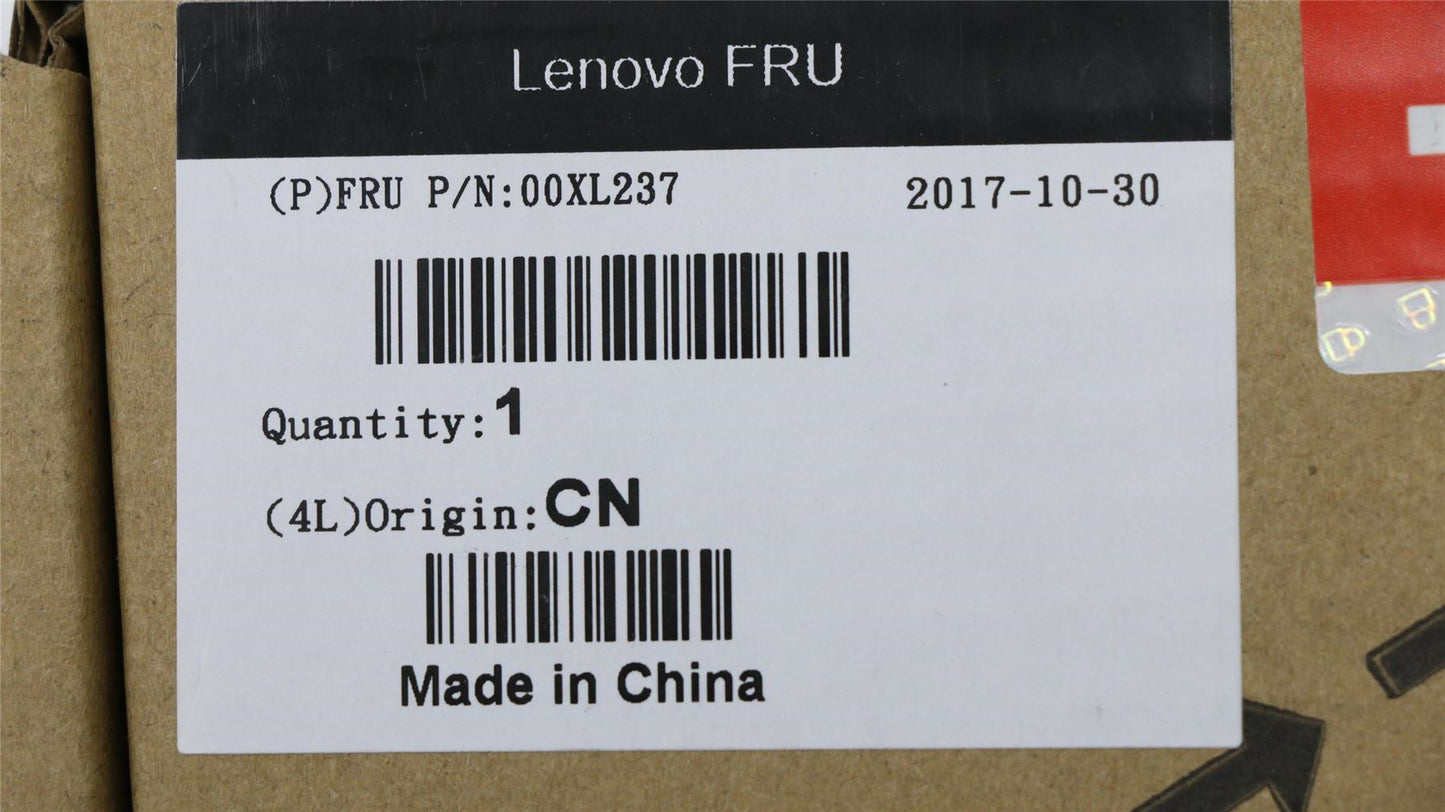 Lenovo FRU
(P)FRU P/N:00XL237 2017-10-30
Quantity:1
(4L)Origin:CN
Made in China